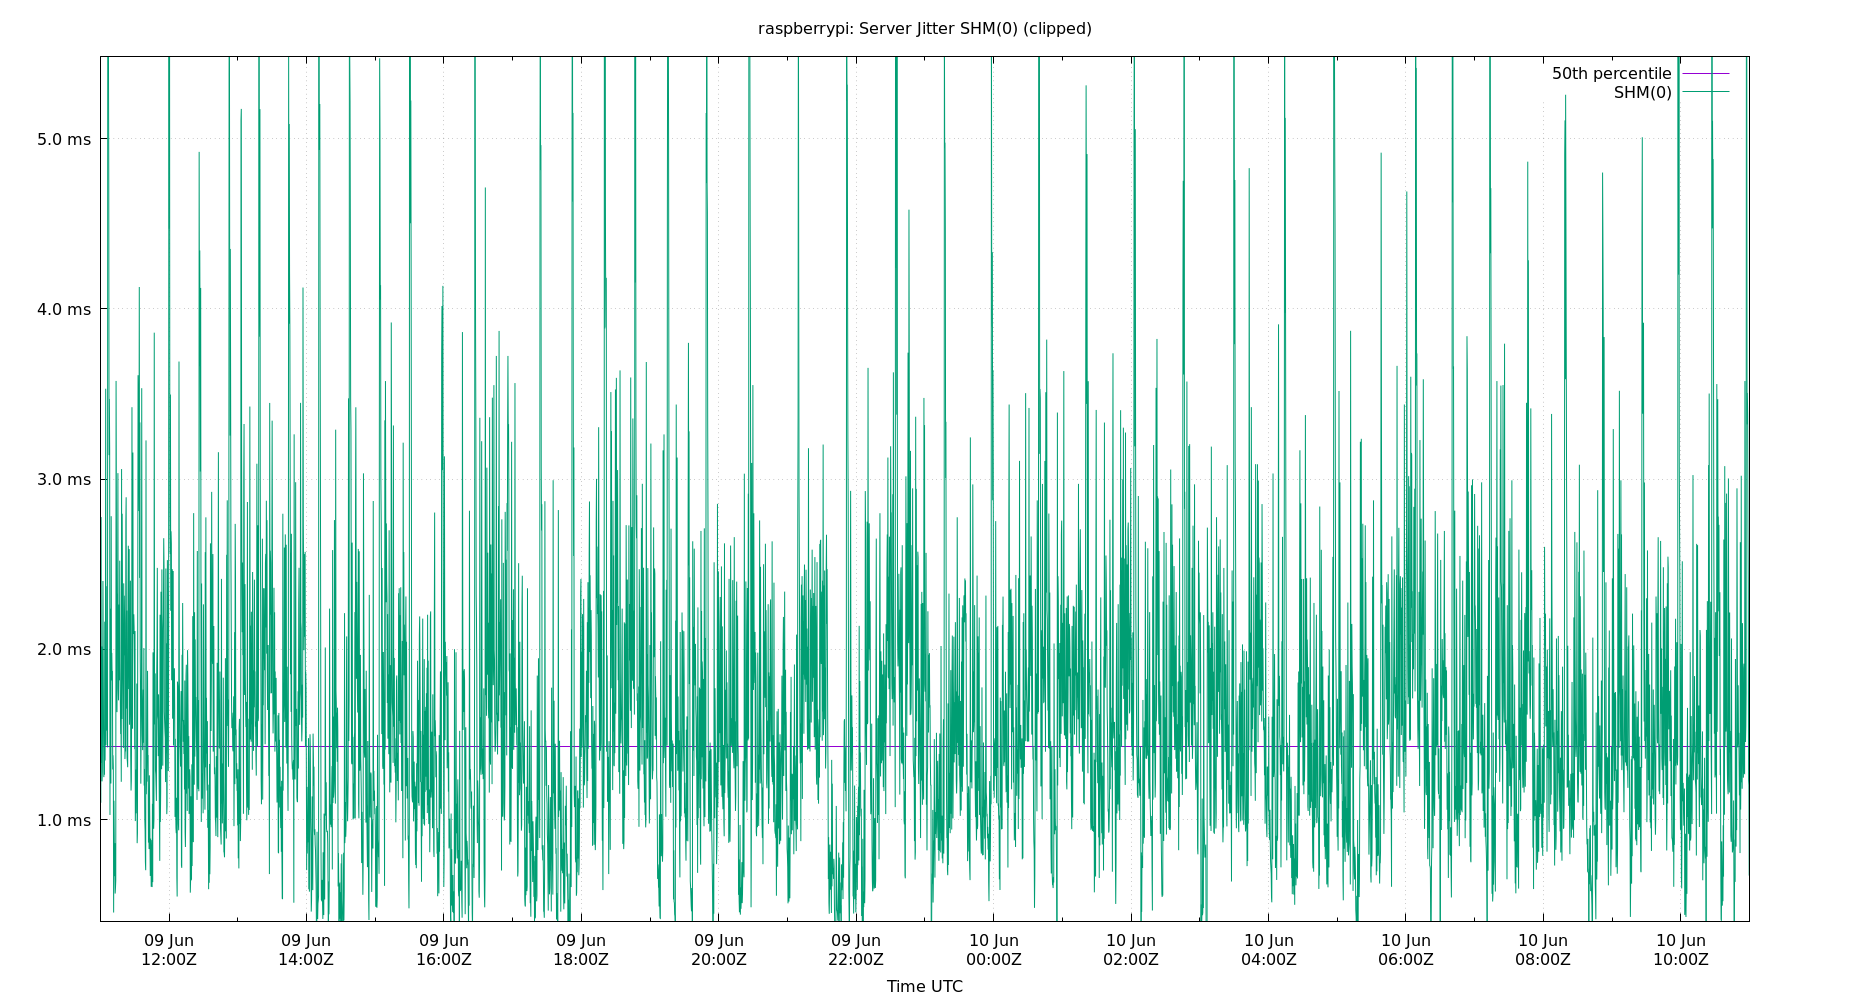 raspberrypi: Server Jitter SHM(0) (clipped)
50th percentile
SHM(0)
5.0 ms
4.0 ms
3.0 ms
2.0 ms
1.0 ms
09 Jun 09 Jun 09 Jun 09 Jun 09 Jun 09 Jun 10 Jun 10 Jun 10 Jun 10 Jun 10 Jun 10 Jun
12:00Z 14:00Z 16:00Z 18:00Z 20:00Z 22:00Z 00:00Z 02:00Z 04:00Z 06:00Z 08:00Z 10:00Z
Time UTC